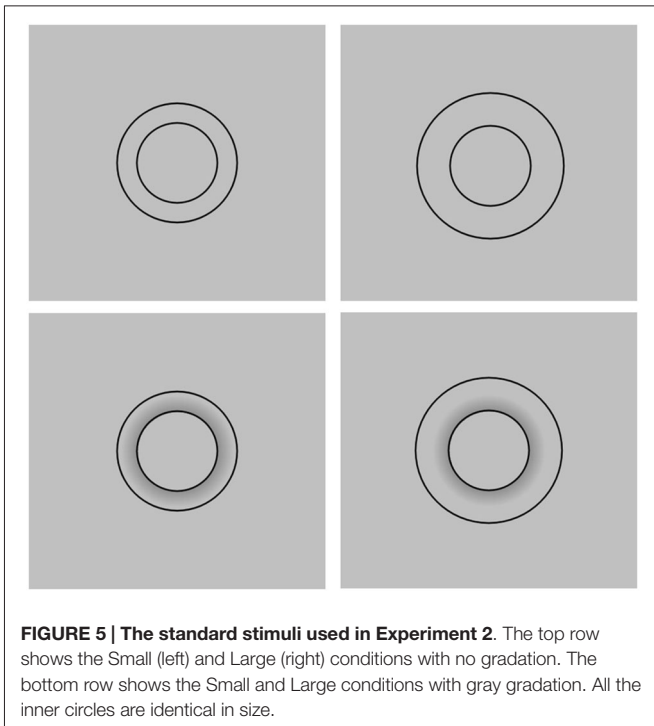 FIGURE 5 | The standard stimuli used in Experiment 2. The top row
shows the Small (left) and Large (right) conditions with no gradation. The
bottom row shows the Small and Large conditions with gray gradation. All the
inner circles are identical in size.